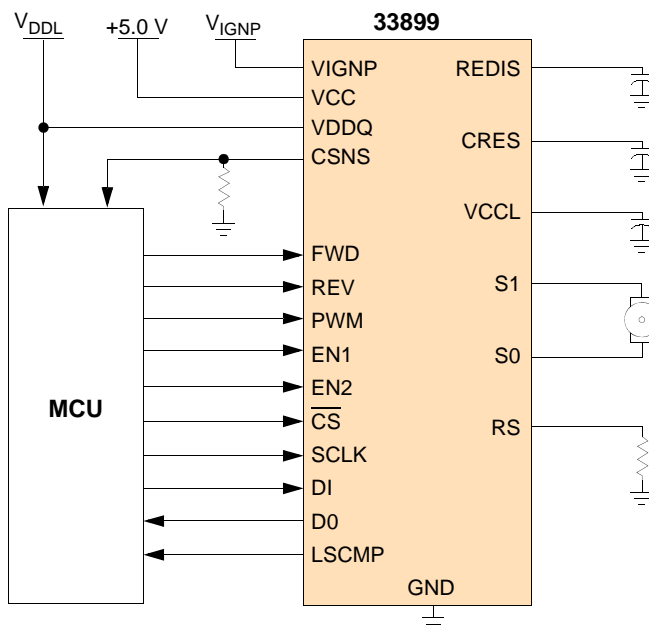 V_DDL
+5.0 V
V_IGNP
33899
VIGNP
VCC
VDDQ
CSNS
FWD
REV
PWM
EN1
EN2
C̅S̅
SCLK
DI
D0
LSCMP
REDIS
CRES
VCCL
S1
S0
RS
GND
MCU